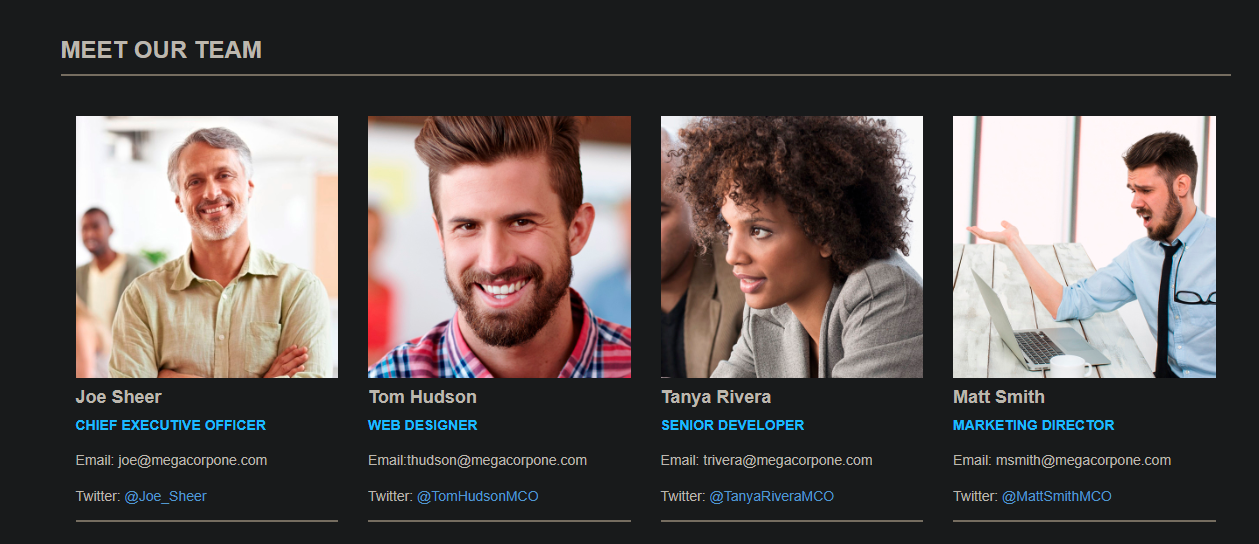 MEET OUR TEAM
Joe Sheer
CHIEF EXECUTIVE OFFICER
Email: joe@megacorpone.com
Twitter: @Joe_Sheer
Tom Hudson
WEB DESIGNER
Email:thudson@megacorpone.com
Twitter: @TomHudsonMCO
Tanya Rivera
SENIOR DEVELOPER
Email: trivera@megacorpone.com
Twitter: @TanyaRiveraMCO
Matt Smith
MARKETING DIRECTOR
Email: msmith@megacorpone.com
Twitter: @MattSmithMCO